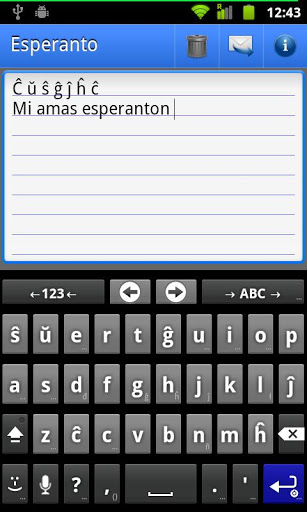 12:43
Esperanto
Ĉ ŭ ŝ ĝ ĵ ĥ ĉ
Mi amas esperanton
←123← → ABC →
ŝ ŭ e r t ĝ u i o p
a s d f g h j k l ĵ
z ĉ c v b n m ĥ
? , . '